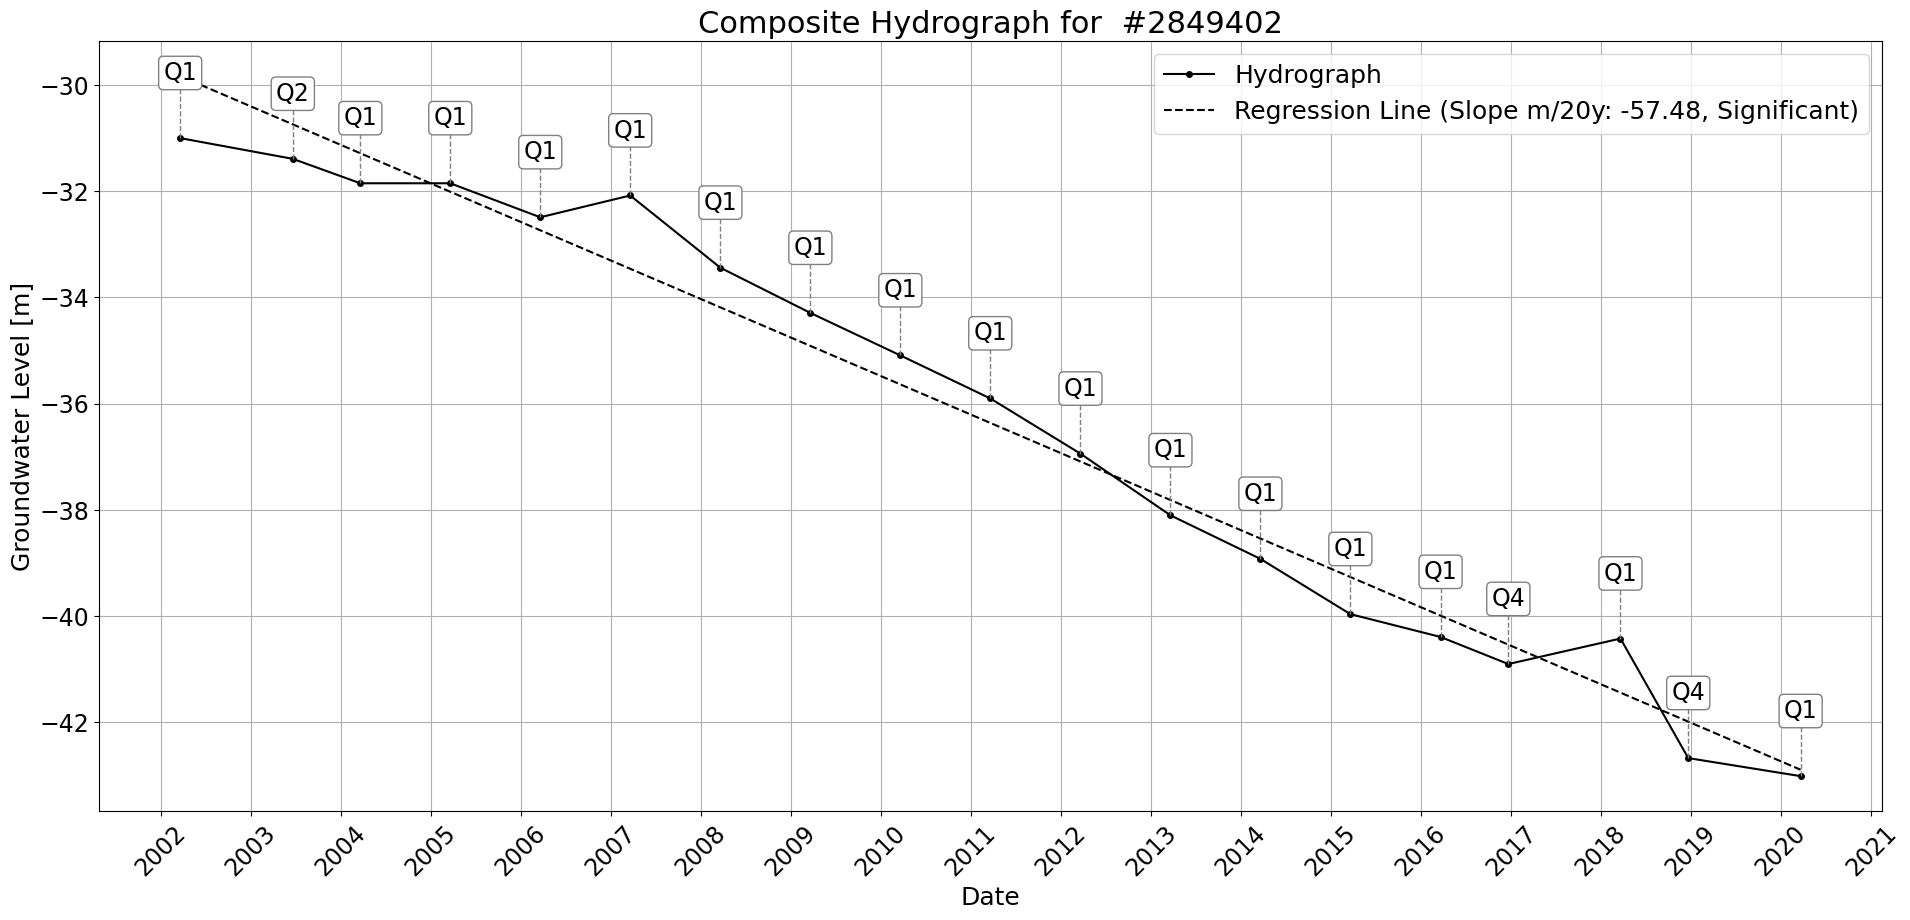 Composite Hydrograph for  #2849402
Hydrograph
Regression Line (Slope m/20y: -57.48, Significant)
Groundwater Level [m]
−30
−32
−34
−36
−38
−40
−42
Q1
Q2
Q1
Q1
Q1
Q1
Q1
Q1
Q1
Q1
Q1
Q1
Q1
Q1
Q1
Q4
Q1
Q4
Q1
2002
2003
2004
2005
2006
2007
2008
2009
2010
2011
2012
2013
2014
2015
2016
2017
2018
2019
2020
2021
Date